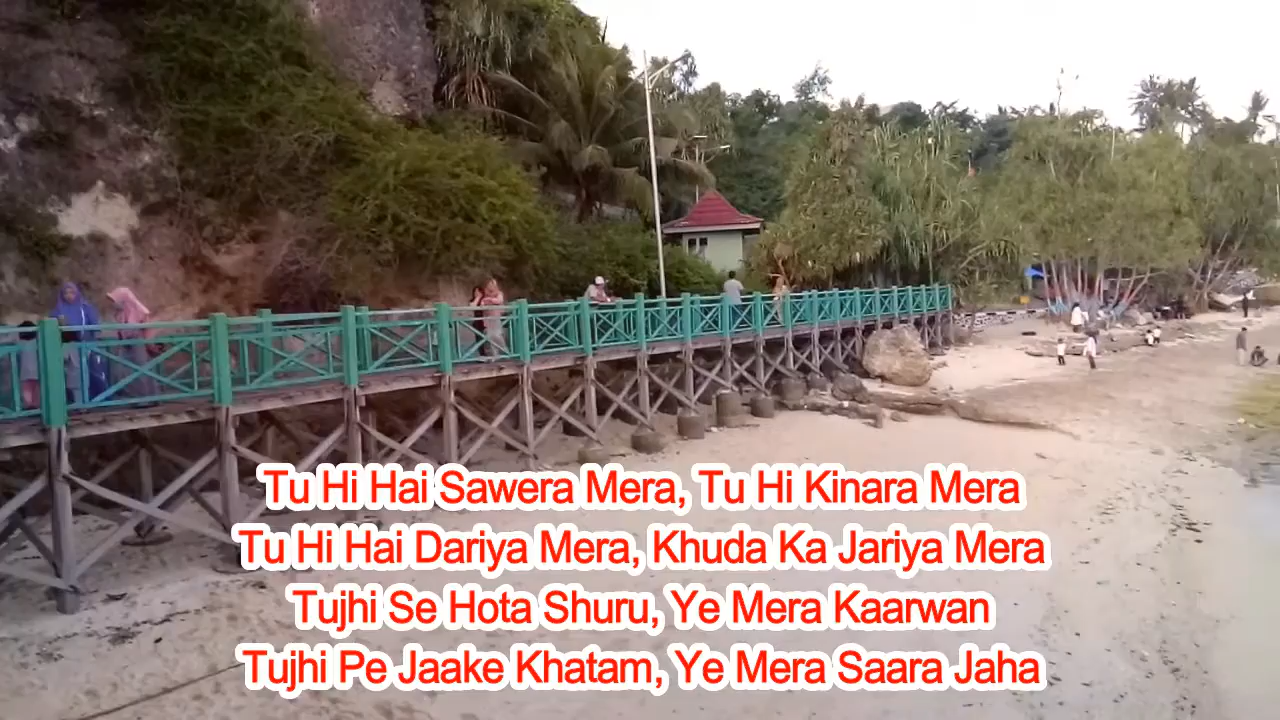 Tu Hi Hai Sawera Mera, Tu Hi Kinara Mera
Tu Hi Hai Dariya Mera, Khuda Ka Jariya Mera
Tujhi Se Hota Shuru, Ye Mera Kaarwan
Tujhi Pe Jaake Khatam, Ye Mera Saara Jaha